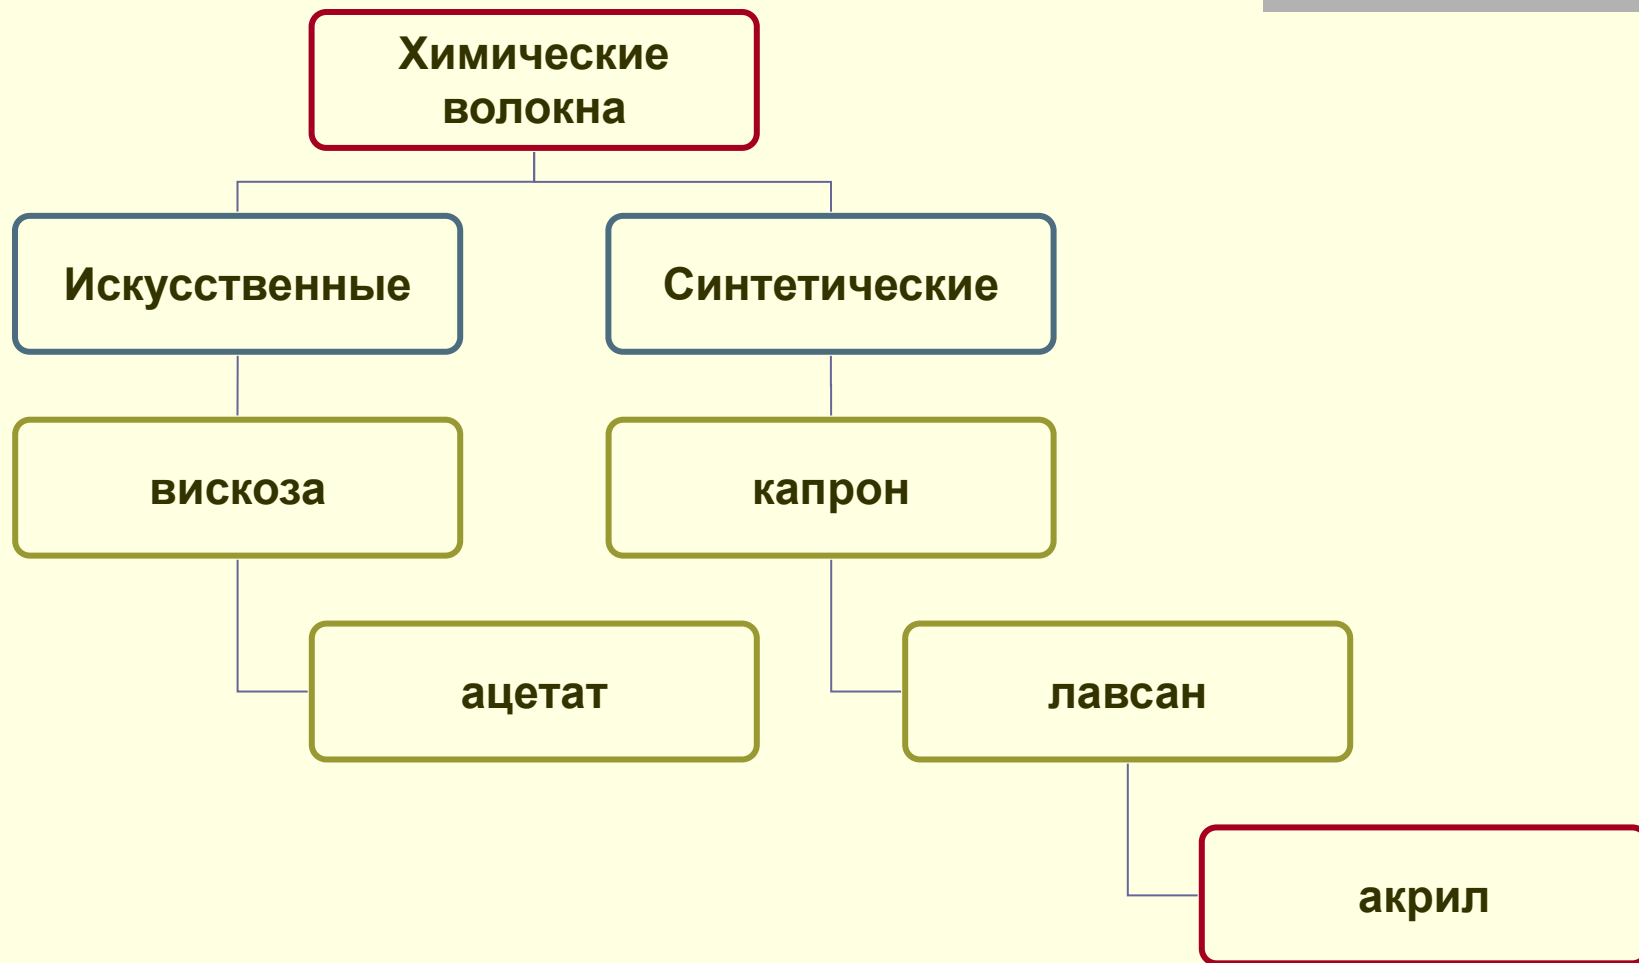 Химические
волокна
Искусственные
Синтетические
вискоза
капрон
ацетат
лавсан
акрил